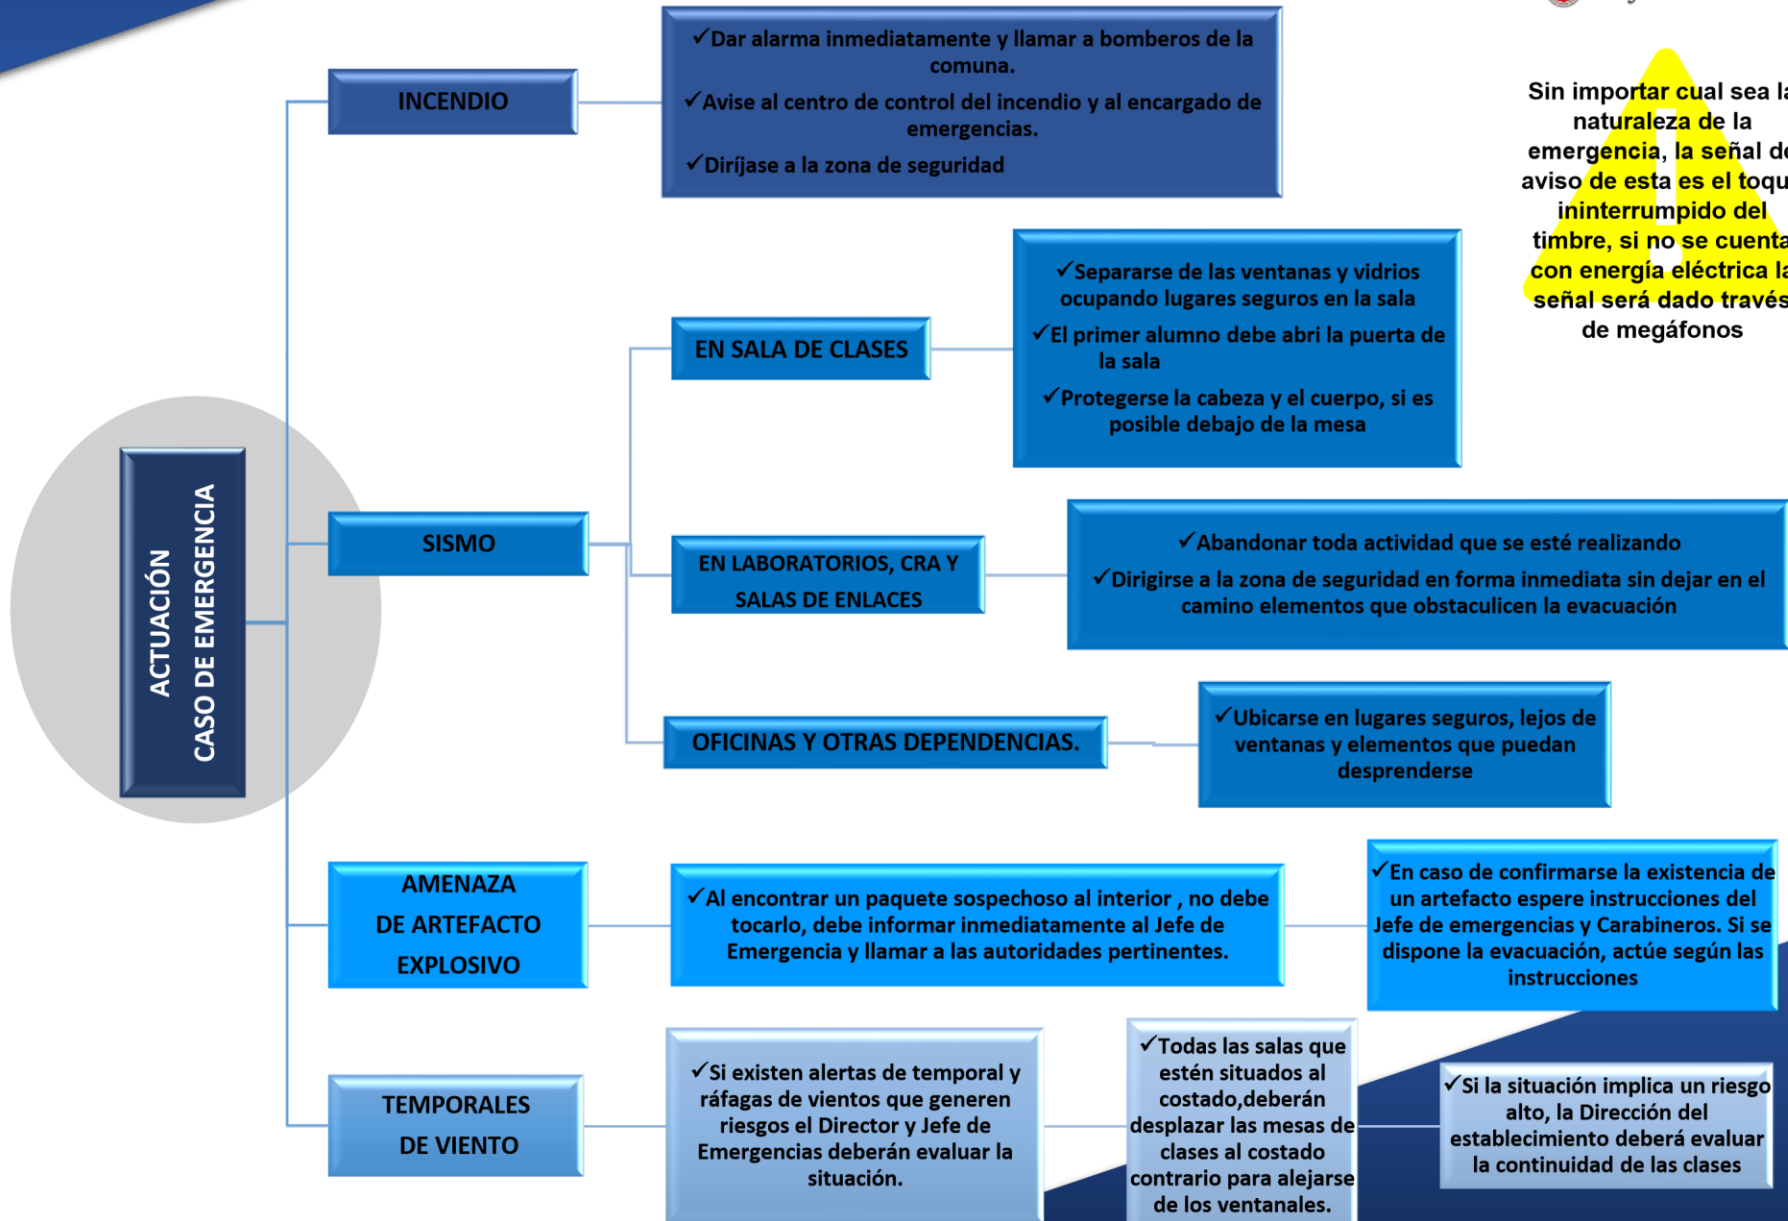 ACTUACIÓN
CASO DE EMERGENCIA
INCENDIO
✓Dar alarma inmediatamente y llamar a bomberos de la
comuna.
✓Avise al centro de control del incendio y al encargado de
emergencias.
✓Diríjase a la zona de seguridad
Sin importar cual sea la
naturaleza de la
emergencia, la señal de
aviso de esta es el toqu
ininterrumpido del
timbre, si no se cuenta
con energía eléctrica la
señal será dado través
de megáfonos
SISMO
EN SALA DE CLASES
✓Separarse de las ventanas y vidrios
ocupando lugares seguros en la sala
✓El primer alumno debe abri la puerta de
la sala
✓Protegerse la cabeza y el cuerpo, si es
posible debajo de la mesa
EN LABORATORIOS, CRA Y
SALAS DE ENLACES
✓Abandonar toda actividad que se esté realizando
✓Dirigirse a la zona de seguridad en forma inmediata sin dejar en el
camino elementos que obstaculicen la evacuación
OFICINAS Y OTRAS DEPENDENCIAS.
✓Ubicarse en lugares seguros, lejos de
ventanas y elementos que puedan
desprenderse
AMENAZA
DE ARTEFACTO
EXPLOSIVO
✓Al encontrar un paquete sospechoso al interior , no debe
tocarlo, debe informar inmediatamente al Jefe de
Emergencia y llamar a las autoridades pertinentes.
✓En caso de confirmarse la existencia de
un artefacto espere instrucciones del
Jefe de emergencias y Carabineros. Si se
dispone la evacuación, actúe según las
instrucciones
TEMPORALES
DE VIENTO
✓Si existen alertas de temporal y
ráfagas de vientos que generen
riesgos el Director y Jefe de
Emergencias deberán evaluar la
situación.
✓Todas las salas que
estén situados al
costado,deberán
desplazar las mesas de
clases al costado
contrario para alejarse
de los ventanales.
✓Si la situación implica un riesgo
alto, la Dirección del
establecimiento deberá evaluar
la continuidad de las clases